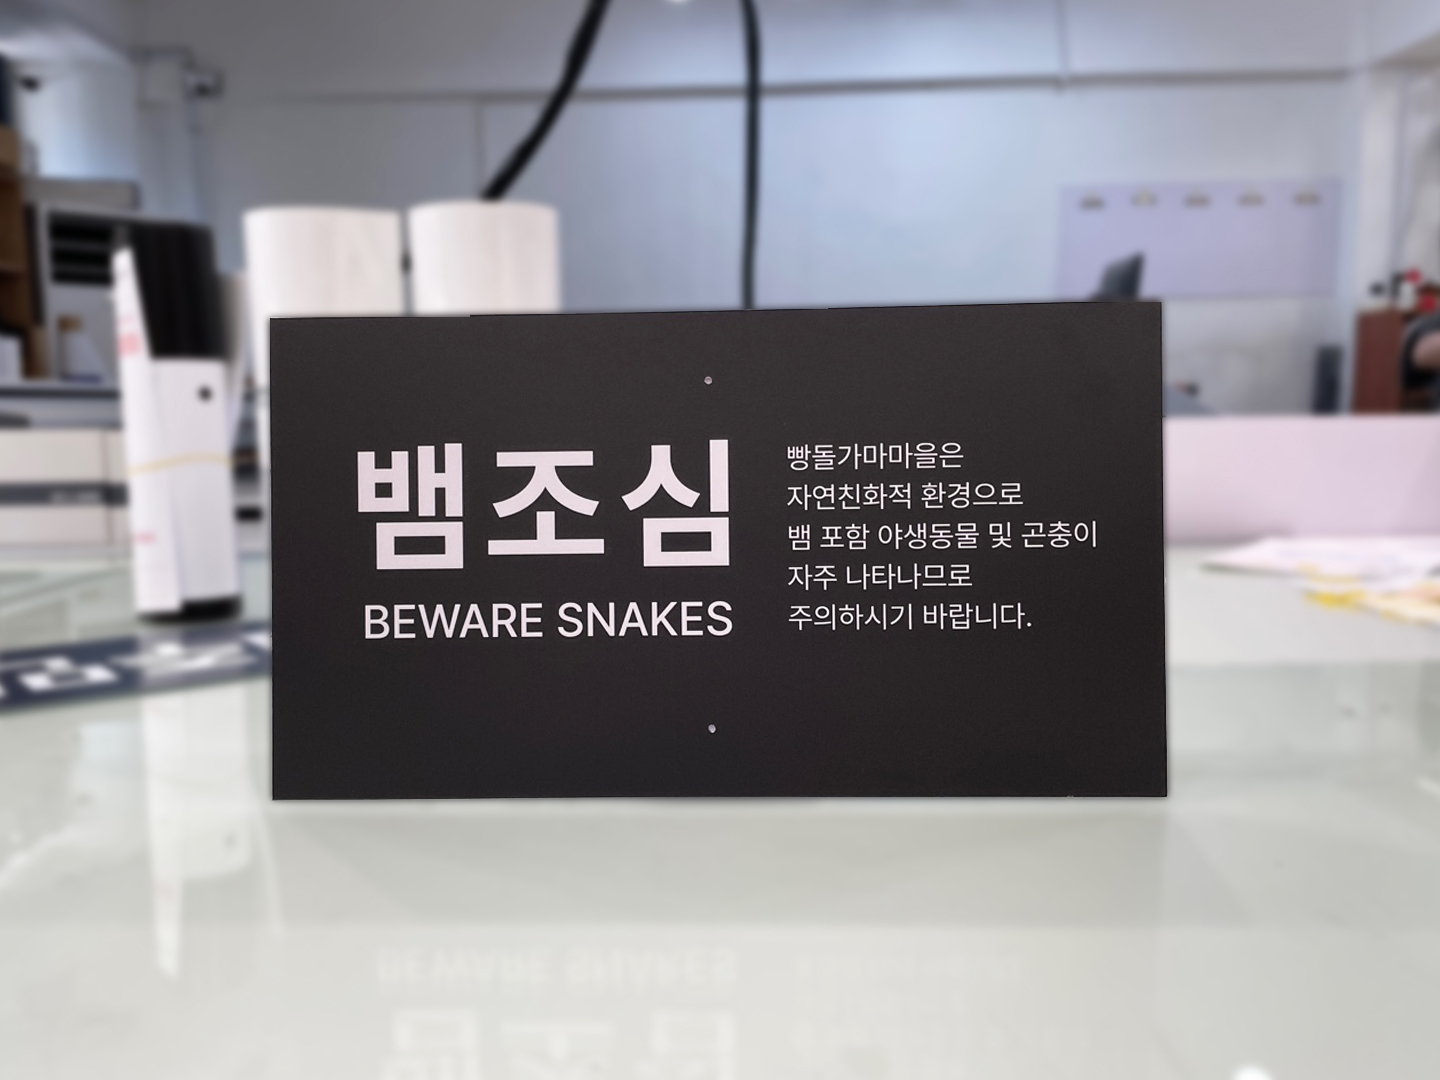 뱀조심
BEWARE SNAKES
빵돌가마마을은
자연친화적 환경으로
뱀 포함 야생동물 및 곤충이
자주 나타나므로
주의하시기 바랍니다.